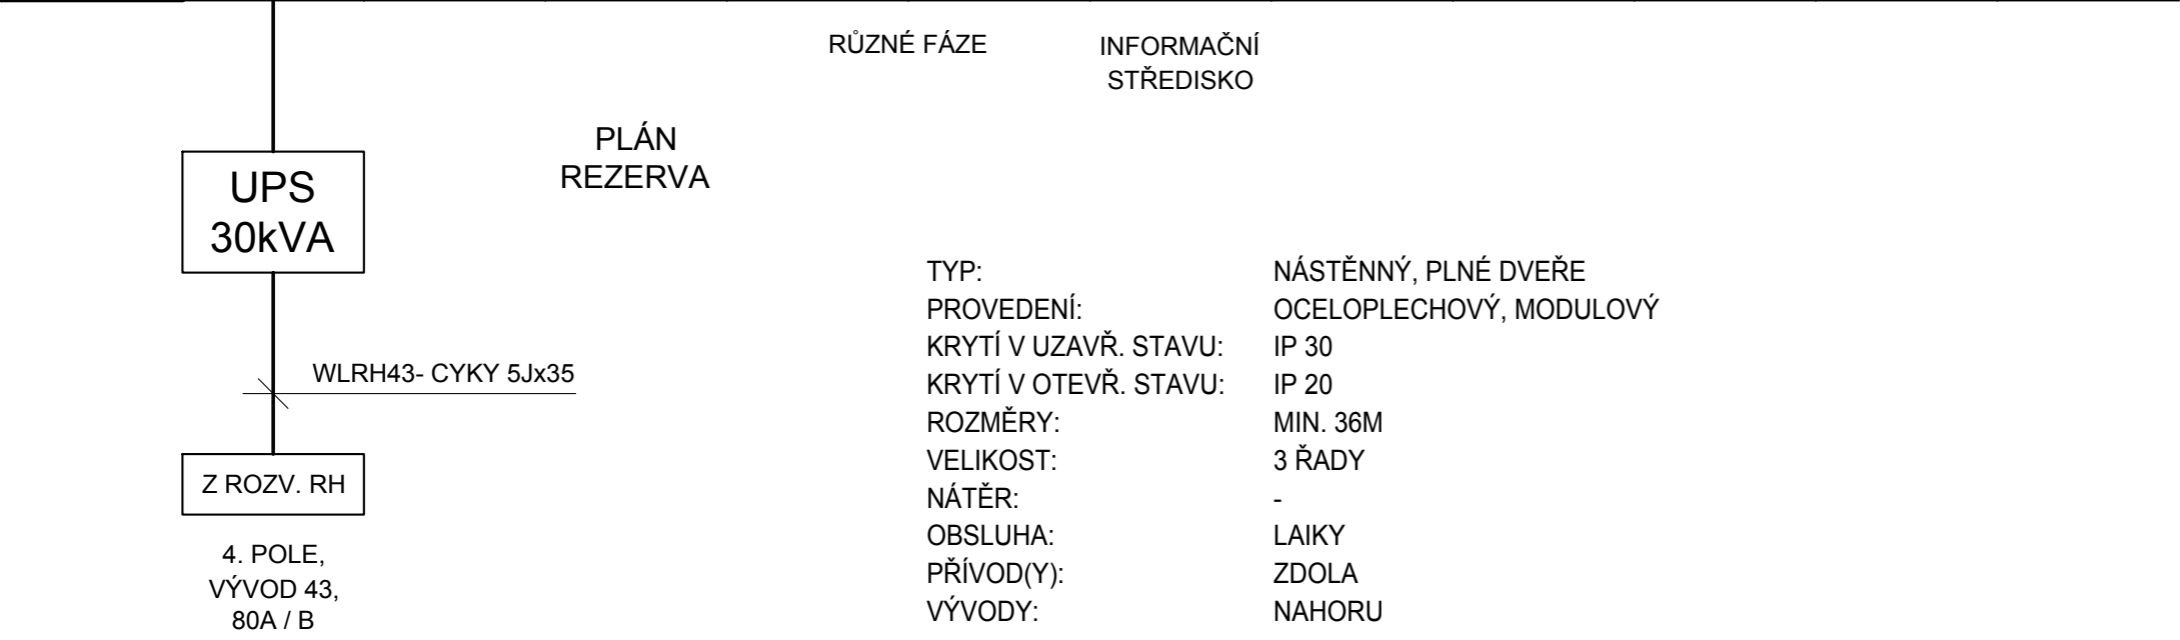 RŮZNÉ FÁZE
INFORMAČNÍ
STŘEDISKO
PLÁN
REZERVA
UPS
30kVA
WLRH43- CYKY 5Jx35
Z ROZV. RH
4. POLE,
VÝVOD 43,
80A / B
TYP: NÁSTĚNNÝ, PLNÉ DVEŘE
PROVEDENÍ: OCELOPLECHOVÝ, MODULOVÝ
KRYTÍ V UZAVŘ. STAVU: IP 30
KRYTÍ V OTEVŘ. STAVU: IP 20
ROZMĚRY: MIN. 36M
VELIKOST: 3 ŘADY
NÁTĚR: -
OBSLUHA: LAIKY
PŘÍVOD(Y): ZDOLA
VÝVODY: NAHORU